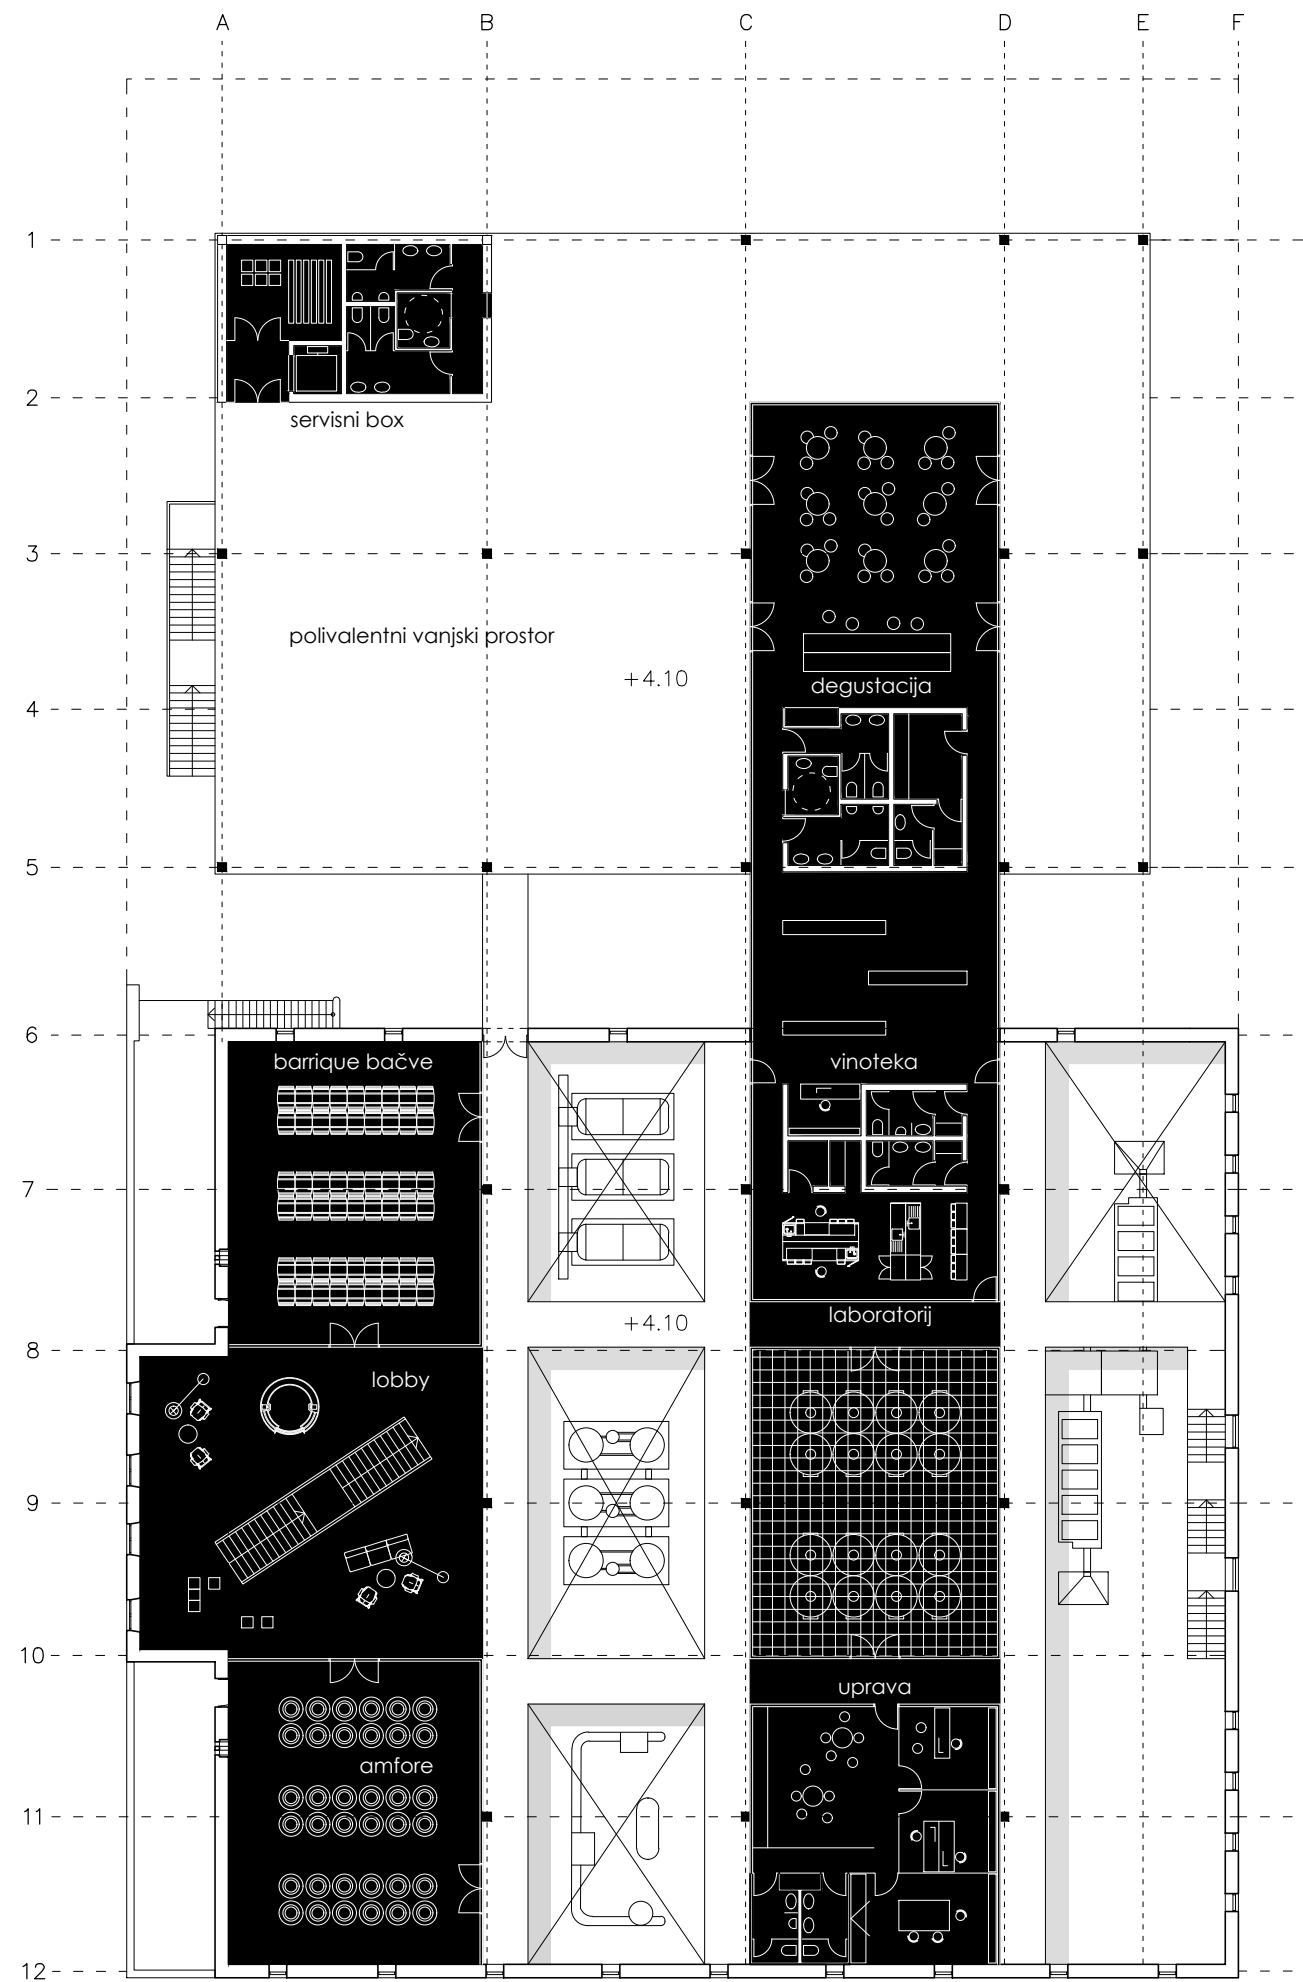 A B C D E F
1
2
servisni box
3
polivalentni vanjski prostor
+4.10
degustacija
4
5
6
barrique bačve
vinoteka
7
laboratorij
+4.10
8
lobby
9
10
uprava
amfore
11
12